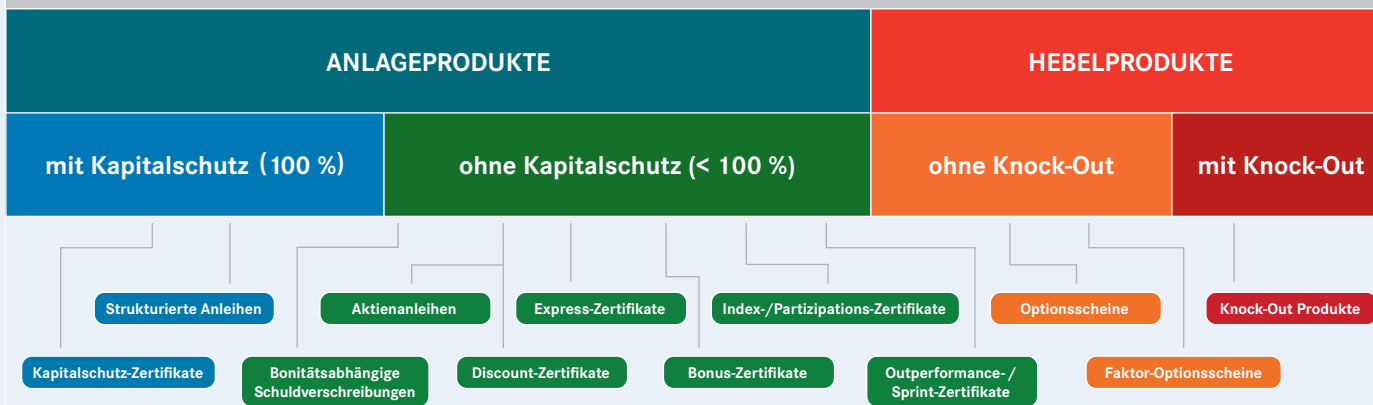 ANLAGEPRODUKTE
HEBELPRODUKTE
mit Kapitalschutz (100 %)
ohne Kapitalschutz (< 100 %)
ohne Knock-Out
mit Knock-Out
Strukturierte Anleihen
Aktienanleihen
Express-Zertifikate
Index-/Partizipations-Zertifikate
Optionsscheine
Knock-Out Produkte
Kapitalschutz-Zertifikate
Bonitätsabhängige
Schuldverschreibungen
Discount-Zertifikate
Bonus-Zertifikate
Outperformance-/
Sprint-Zertifikate
Faktor-Optionsscheine